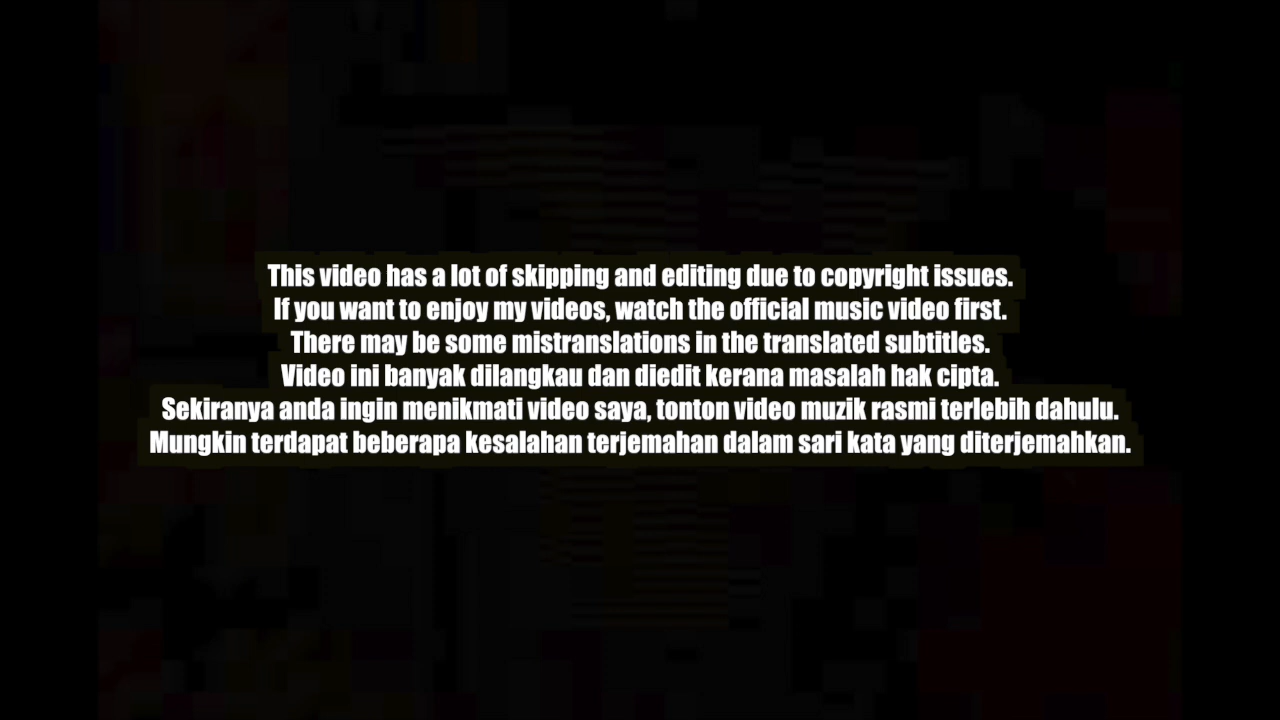 This video has a lot of skipping and editing due to copyright issues.
If you want to enjoy my videos, watch the official music video first.
There may be some mistranslations in the translated subtitles.
Video ini banyak dilangkau dan diedit kerana masalah hak cipta.
Sekiranya anda ingin menikmati video saya, tonton video muzik rasmi terlebih dahulu.
Mungkin terdapat beberapa kesalahan terjemahan dalam sari kata yang diterjemahkan.